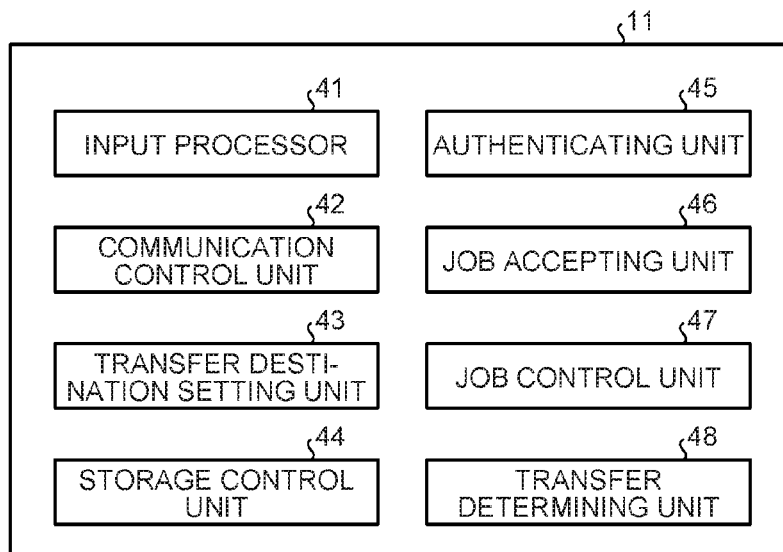 11
41
INPUT PROCESSOR
42
COMMUNICATION
CONTROL UNIT
43
TRANSFER DESTI-
NATION SETTING UNIT
44
STORAGE CONTROL
UNIT
45
AUTHENTICATING UNIT
46
JOB ACCEPTING UNIT
47
JOB CONTROL UNIT
48
TRANSFER
DETERMINING UNIT